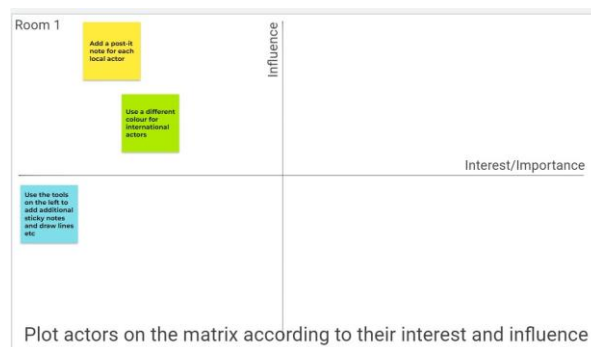 Room 1
Add a post-it
note for each
local actor
Influence
Use a different
colour for
international
actors
Interest/Importance
Use the tools
on the left to
add additional
sticky notes
and draw lines
etc
Plot actors on the matrix according to their interest and influence